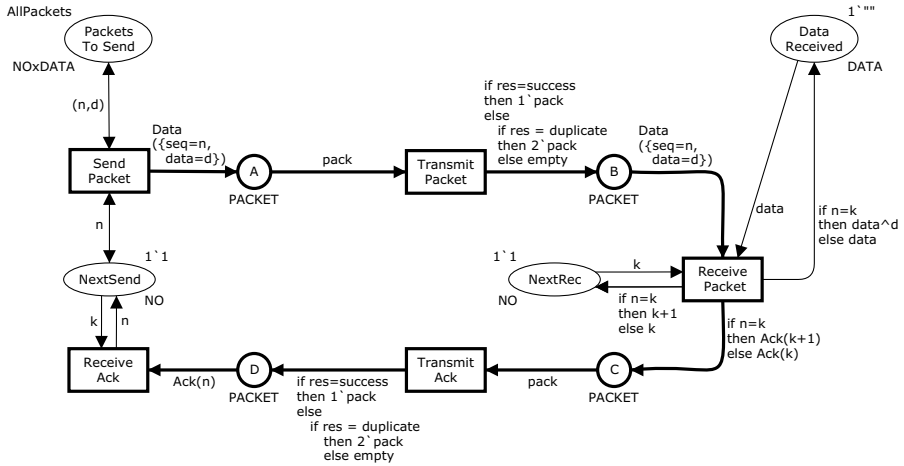 AllPackets
Packets
To Send
NOxDATA
1`""
Data
Received
DATA
(n,d)
if res=success
then 1`pack
else
if res = duplicate
then 2`pack
else empty
Data
({seq=n,
data=d})
Data
({seq=n,
data=d})
Send
Packet
A
PACKET
pack
Transmit
Packet
B
PACKET
n
data
if n=k
then data^d
else data
1`1
NextSend
NO
1`1
NextRec
NO
k
Receive
Packet
if n=k
then k+1
else k
k
n
if n=k
then Ack(k+1)
else Ack(k)
Receive
Ack
Ack(n)
D
PACKET
if res=success
then 1`pack
else
if res = duplicate
then 2`pack
else empty
Transmit
Ack
pack
C
PACKET